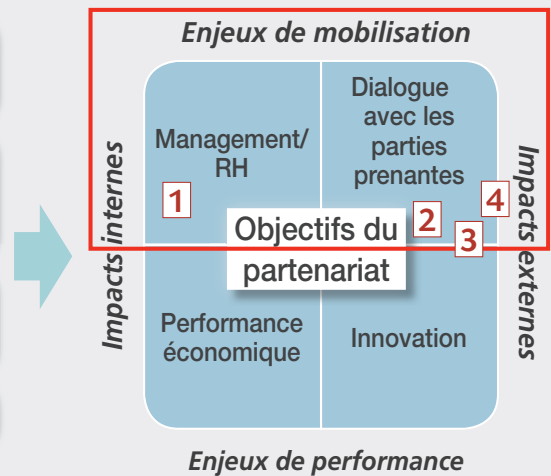 Enjeux de mobilisation
Impacts internes
Management/
RH
1
Dialogue
avec les
parties
prenantes
2
3
4
Impacts externes
Objectifs du
partenariat
Performance
économique
Innovation
Enjeux de performance